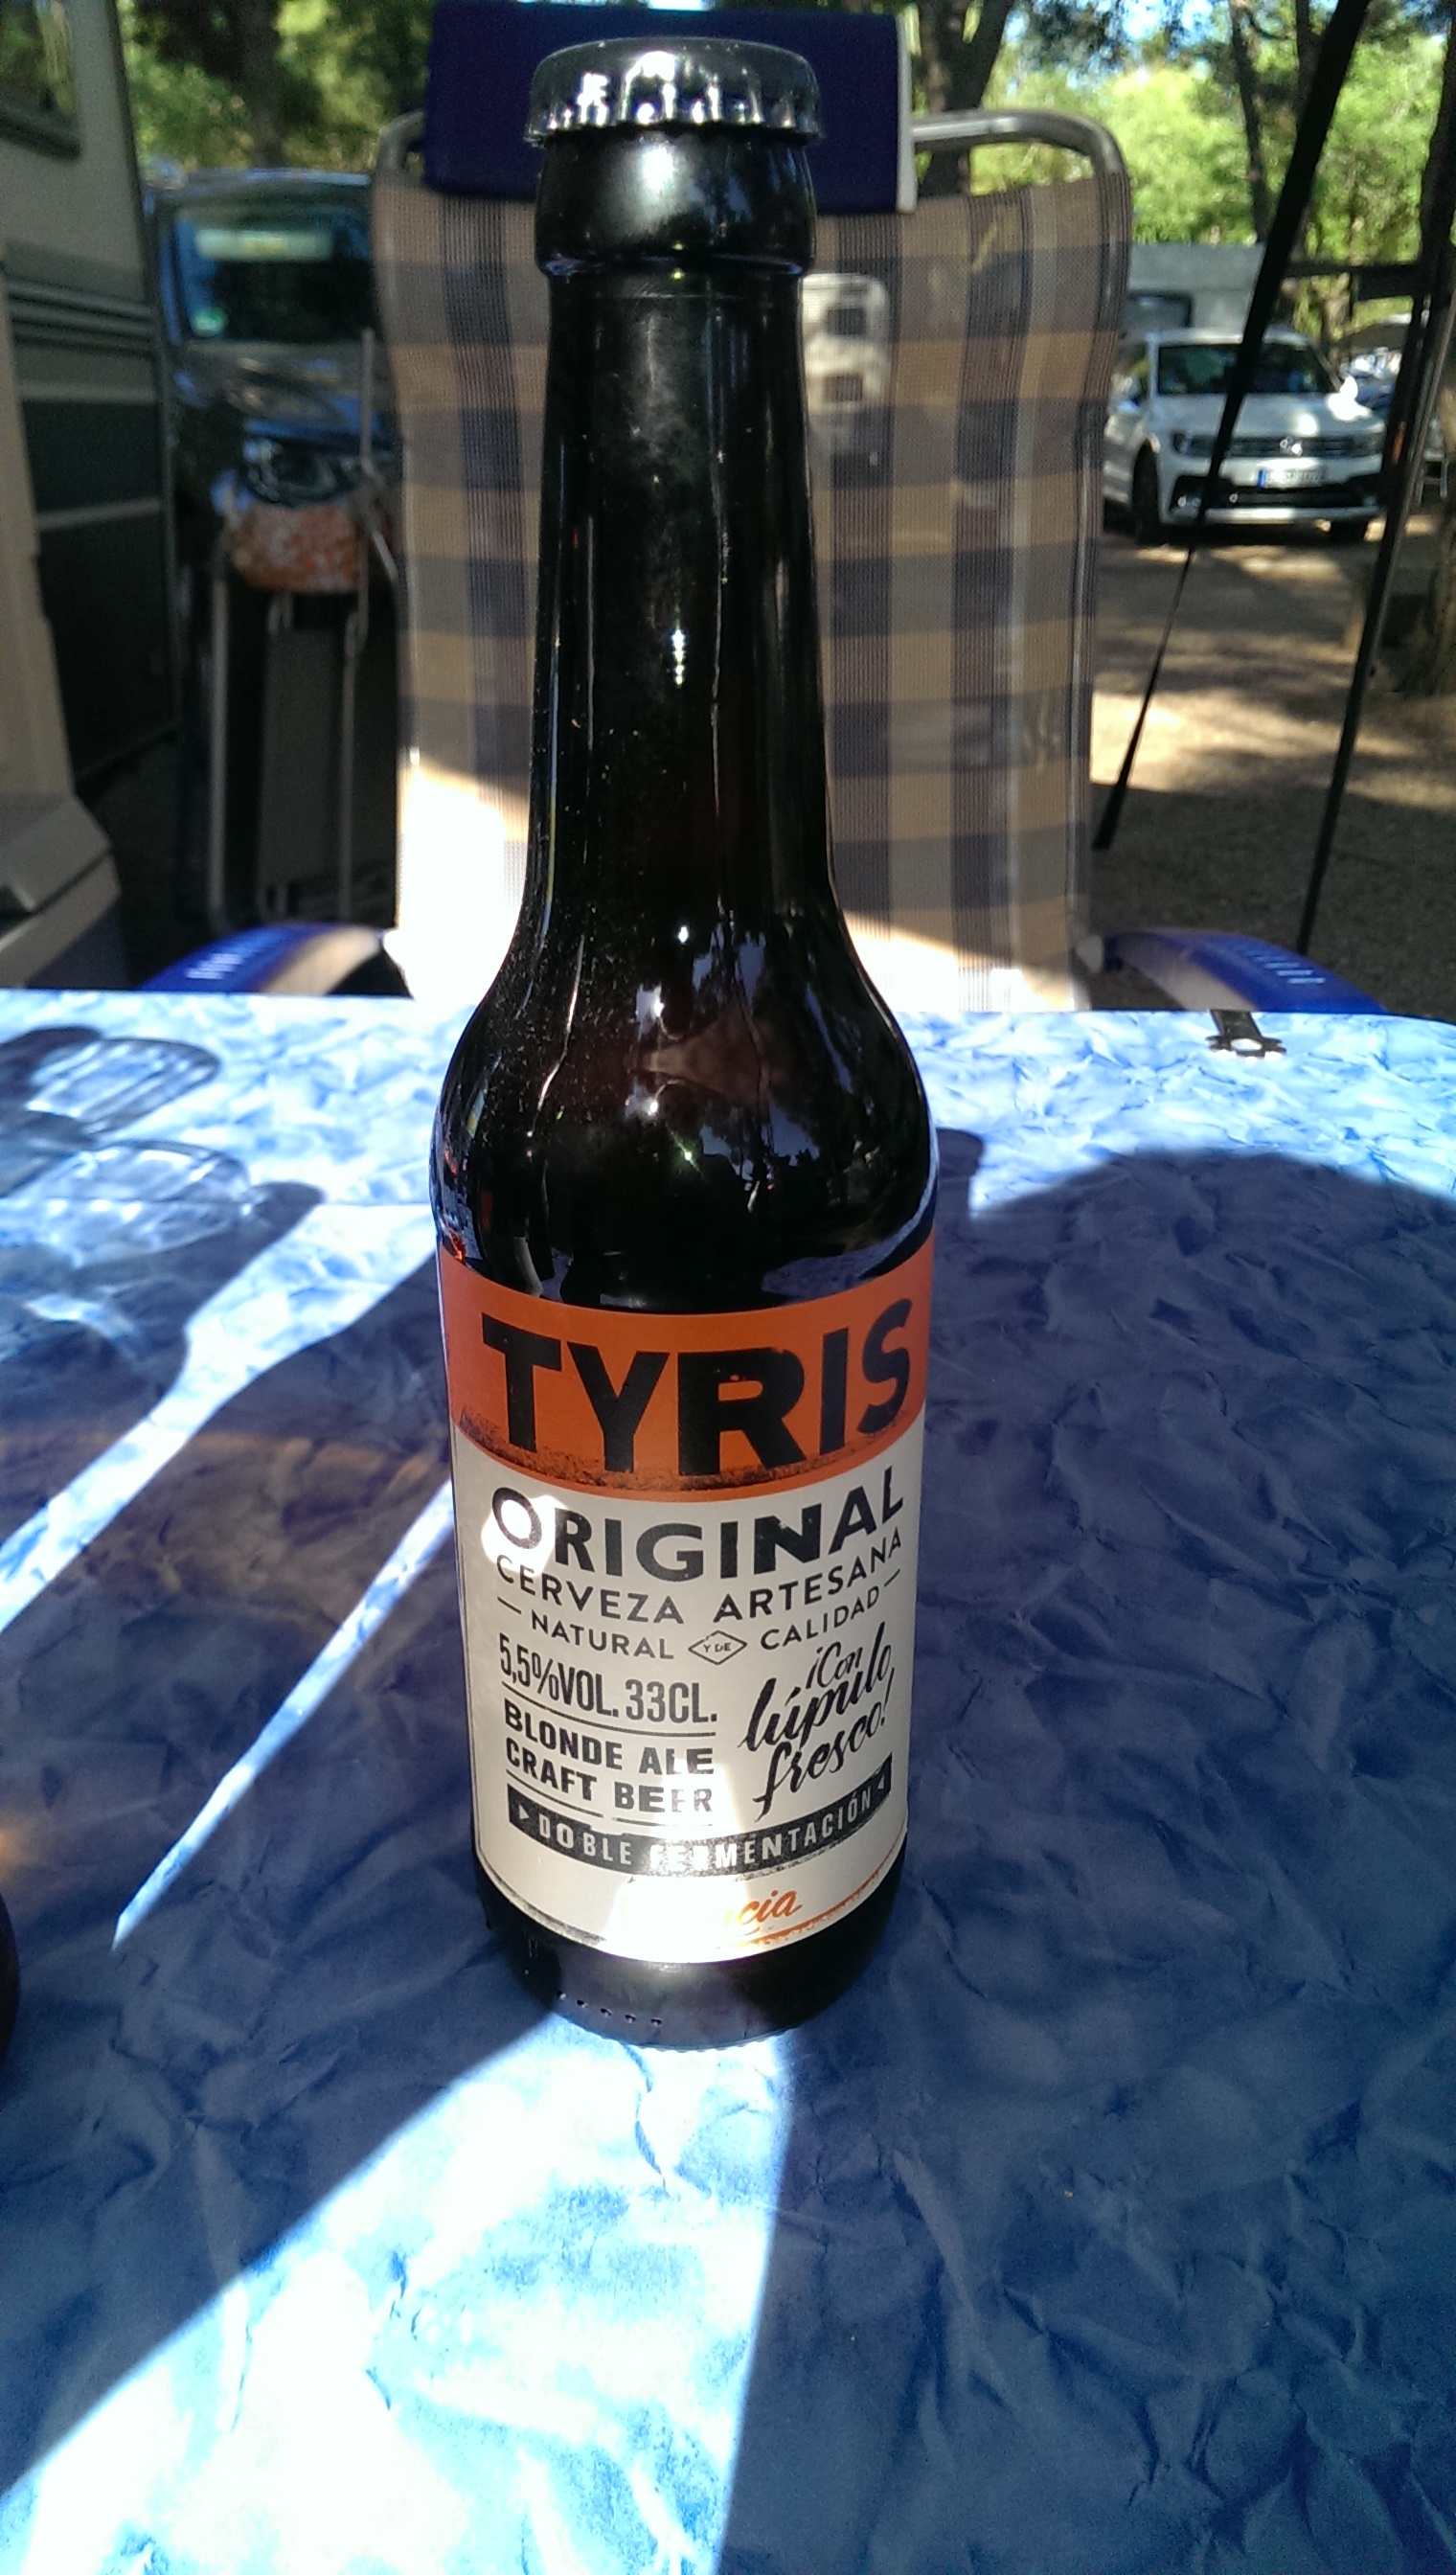 TYRIS
ORIGINAL
CERVEZA ARTESANA
NATURAL Y DE CALIDAD
5,5%VOL. 33CL.
¡Con lúpulo fresco!
BLONDE ALE
CRAFT BEER
DOBLE FERMENTACIÓN